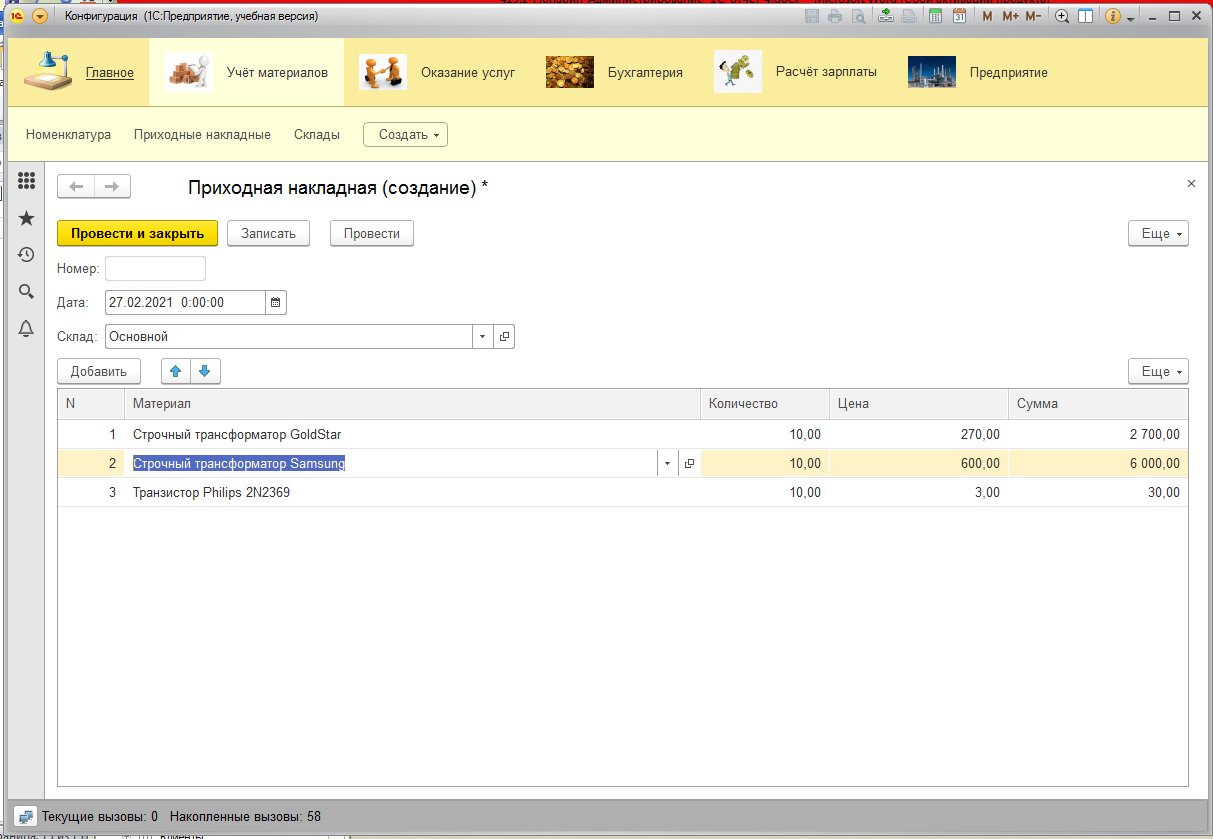 Конфигурация (1С:Предприятие, учебная версия)
M M+ M-
Главное Учёт материалов Оказание услуг Бухгалтерия Расчёт зарплаты Предприятие
Номенклатура Приходные накладные Склады Создать
Приходная накладная (создание) *
Провести и закрыть Записать Провести Еще
Номер:
Дата: 27.02.2021 0:00:00
Склад: Основной
Добавить Еще
N Материал Количество Цена Сумма
1 Строчный трансформатор GoldStar 10,00 270,00 2 700,00
2 Строчный трансформатор Samsung 10,00 600,00 6 000,00
3 Транзистор Philips 2N2369 10,00 3,00 30,00
Текущие вызовы: 0 Накопленные вызовы: 58